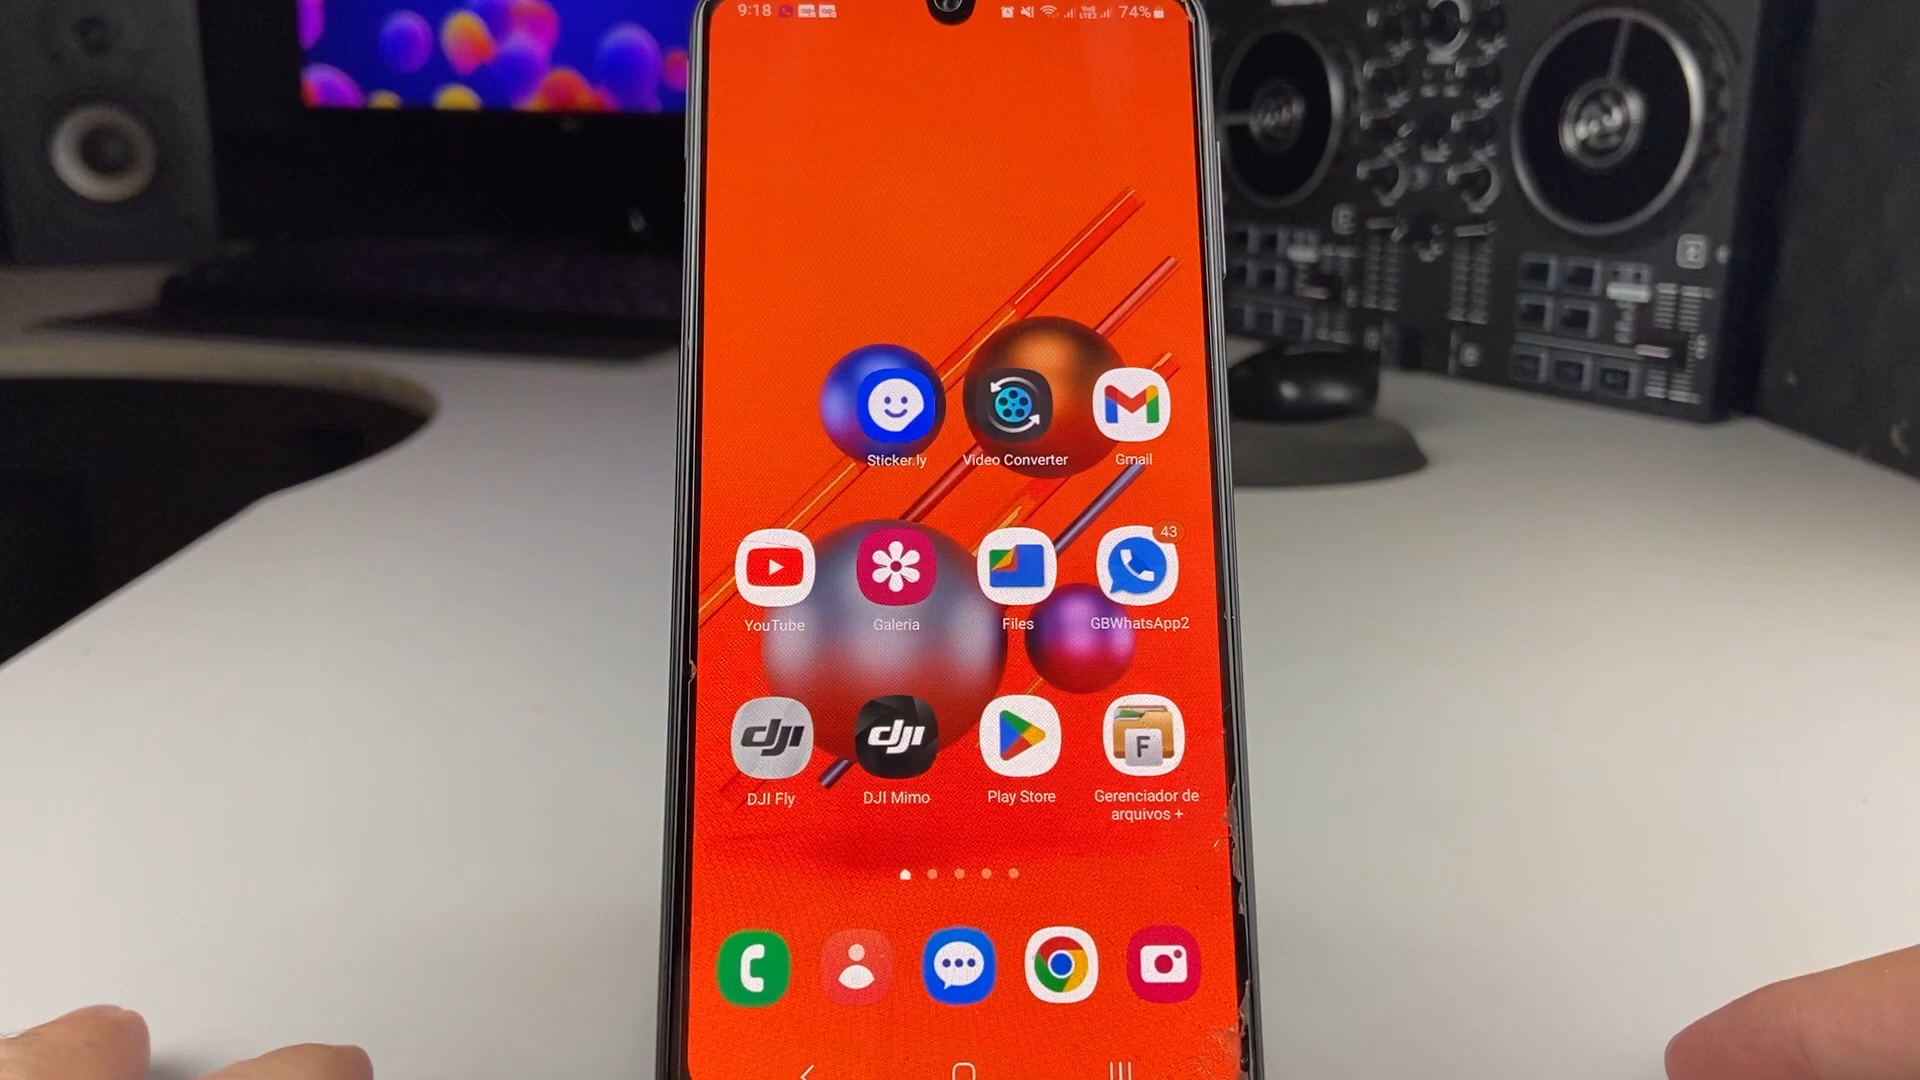 9:18
74%
Sticker.ly
Video Converter
Gmail
43
YouTube
Galeria
Files
GBWhatsApp2
dji
dji
F
DJI Fly
DJI Mimo
Play Store
Gerenciador de
arquivos +